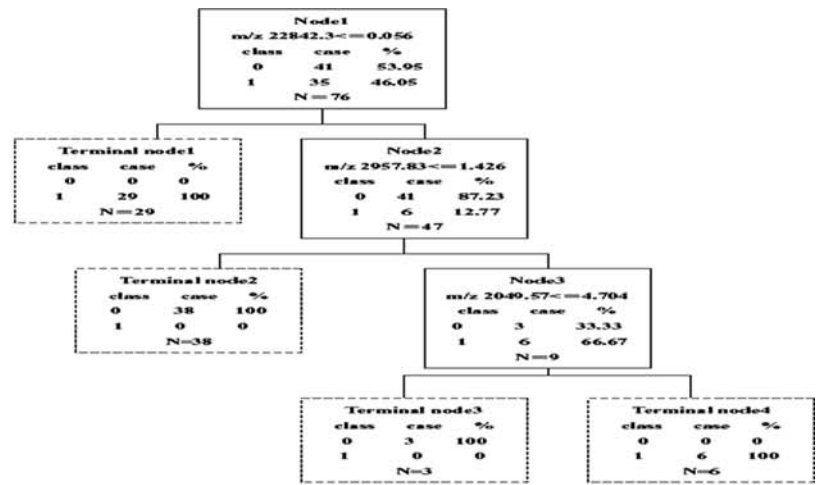 Node1
m/z 22842.3<=0.056
class case %
0 41 53.95
1 35 46.05
N=76
Terminal node1
class case %
0 0 0
1 29 100
N=29
Node2
m/z 2957.83<=1.426
class case %
0 41 87.23
1 6 12.77
N=47
Terminal node2
class case %
0 38 100
1 0 0
N=38
Node3
m/z 2049.57<=4.704
class case %
0 3 33.33
1 6 66.67
N=9
Terminal node3
class case %
0 3 100
1 0 0
N=3
Terminal node4
class case %
0 0 0
1 6 100
N=6